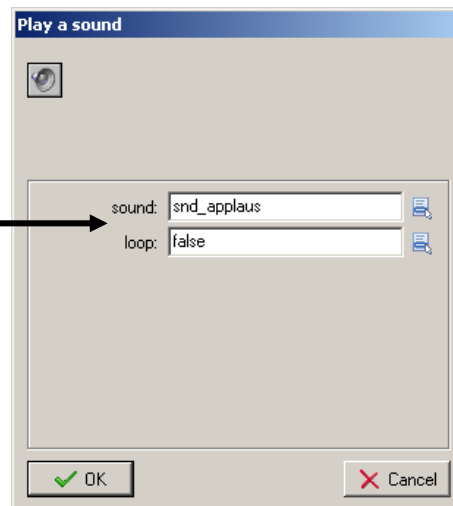 Play a sound
sound: snd_applaus
loop: false
OK Cancel